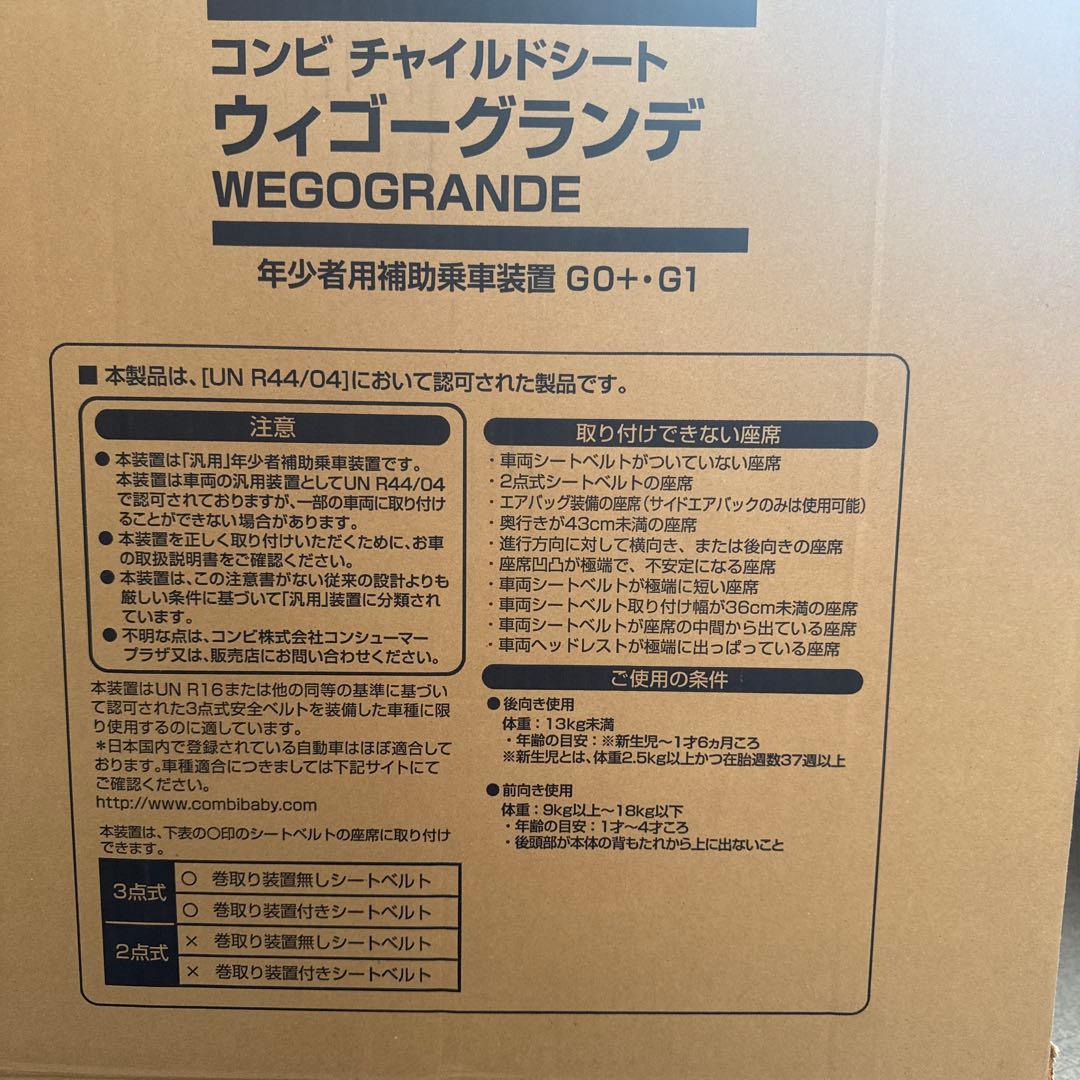 コンビ チャイルドシート
ウィゴーグランデ
WEGOGRANDE
年少者用補助乗車装置 G0+・G1
■ 本製品は、[UN R44/04]において認可された製品です。
注意
● 本装置は「汎用」年少者補助乗車装置です。
本装置は車両の汎用装置としてUN R44/04
で認可されておりますが、一部の車両に取り付け
ることができない場合があります。
● 本装置を正しく取り付けいただくために、お車
の取扱説明書をご確認ください。
● 本装置は、この注意書がない従来の設計よりも
厳しい条件に基づいて「汎用」装置に分類され
ています。
● 不明な点は、コンビ株式会社コンシューマー
プラザ又は、販売店にお問い合わせください。
本装置はUN R16または他の同等の基準に基づい
て認可された3点式安全ベルトを装備した車種に限
り使用するのに適しています。
*日本国内で登録されている自動車はほぼ適合して
おります。車種適合につきましては下記サイトにて
ご確認ください。
http://www.combibaby.com
本装置は、下表の〇印のシートベルトの座席に取り付け
できます。
3点式 〇 巻取り装置無しシートベルト
〇 巻取り装置付きシートベルト
2点式 × 巻取り装置無しシートベルト
× 巻取り装置付きシートベルト
取り付けできない座席
・車両シートベルトがついていない座席
・2点式シートベルトの座席
・エアバッグ装備の座席(サイドエアバックのみは使用可能)
・奥行きが43cm未満の座席
・進行方向に対して横向き、または後向きの座席
・座席凹凸が極端で、不安定になる座席
・車両シートベルトが極端に短い座席
・車両シートベルト取り付け幅が36cm未満の座席
・車両シートベルトが座席の中間から出ている座席
・車両ヘッドレストが極端に出っぱっている座席
ご使用の条件
● 後向き使用
体重:13kg未満
・年齢の目安:※新生児〜1才6ヵ月ころ
※新生児とは、体重2.5kg以上かつ在胎週数37週以上
● 前向き使用
体重:9kg以上〜18kg以下
・年齢の目安:1才〜4才ころ
・後頭部が本体の背もたれから上に出ないこと